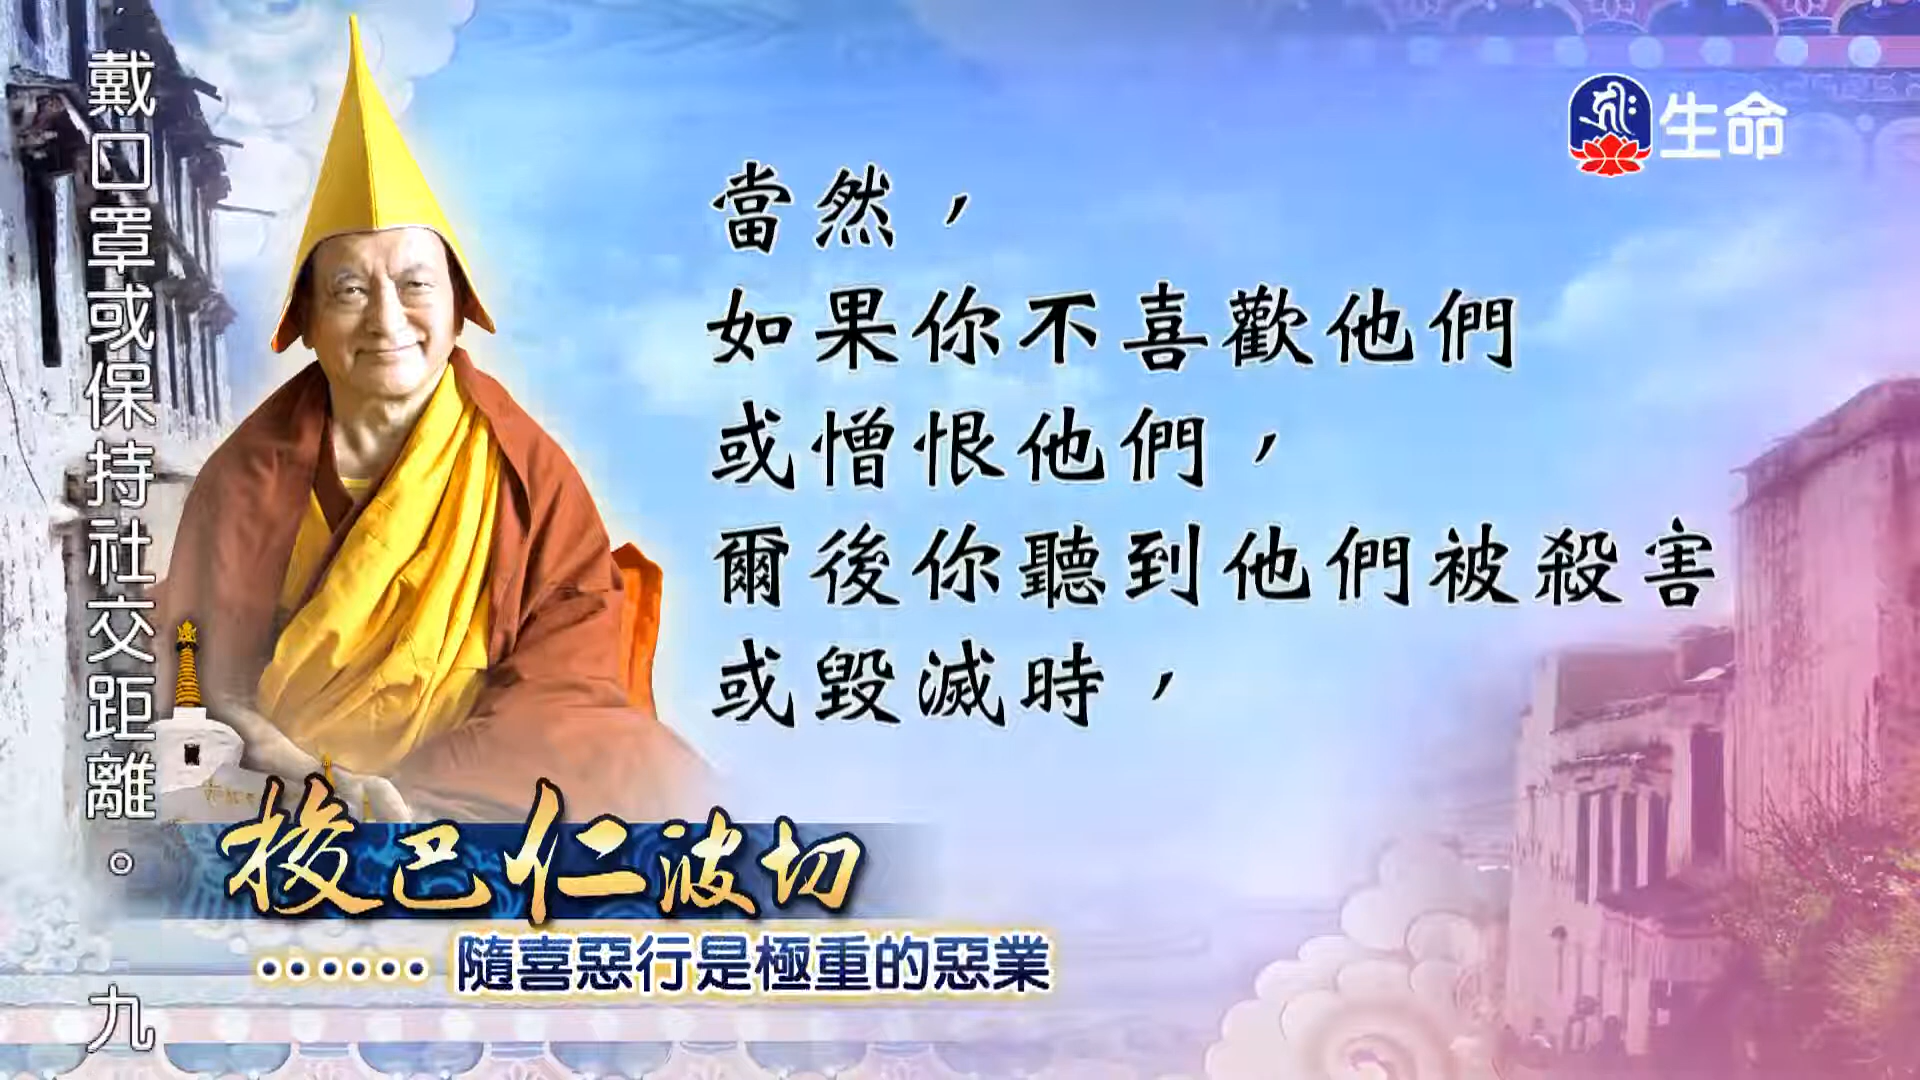 戴口罩或保持社交距離。 九
生命
當然，
如果你不喜歡他們
或憎恨他們，
爾後你聽到他們被殺害
或毀滅時，
梭巴仁波切
⋯⋯ 隨喜惡行是極重的惡業